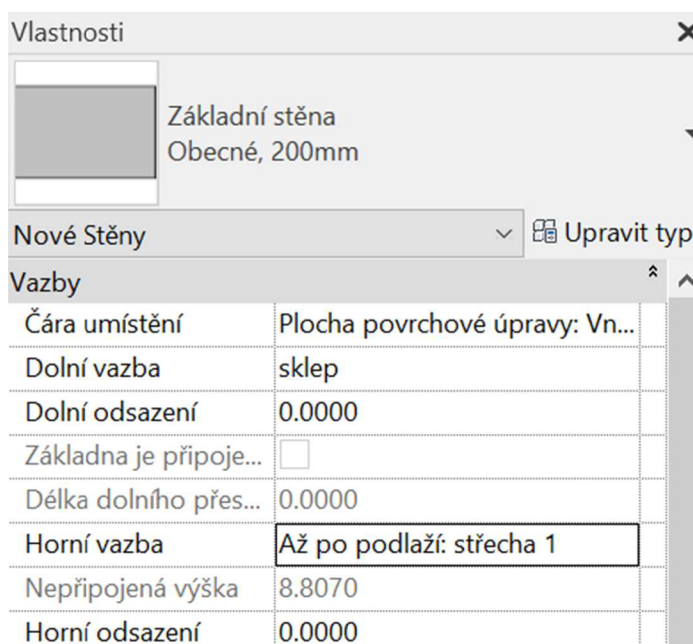 Vlastnosti
Základní stěna
Obecné, 200mm
Nové Stěny Upravit typ
Vazby
Čára umístění Plocha povrchové úpravy: Vn...
Dolní vazba sklep
Dolní odsazení 0.0000
Základna je připoje...
Délka dolního přes... 0.0000
Horní vazba Až po podlaží: střecha 1
Nepřipojená výška 8.8070
Horní odsazení 0.0000